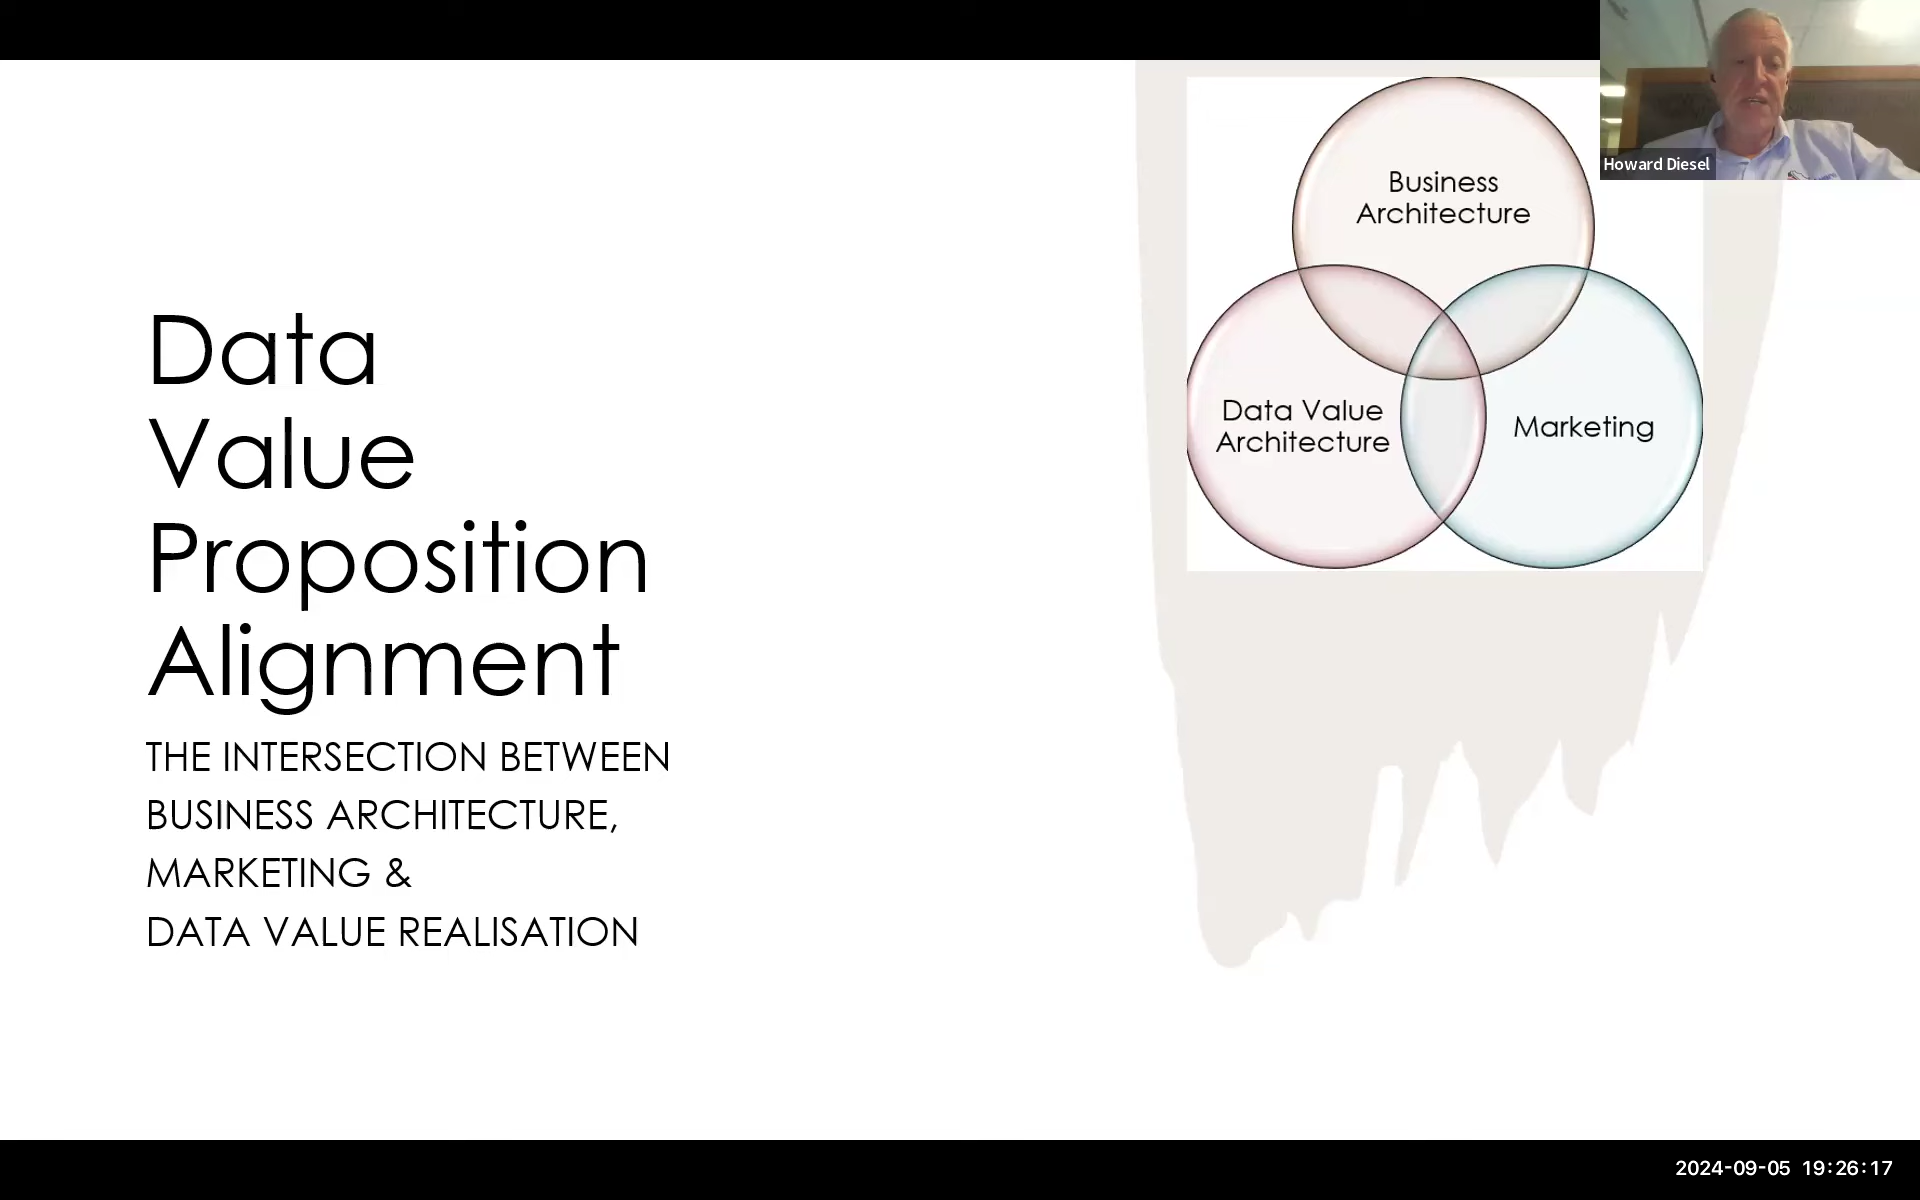 Data
Value
Proposition
Alignment
THE INTERSECTION BETWEEN
BUSINESS ARCHITECTURE,
MARKETING &
DATA VALUE REALISATION
Business
Architecture
Data Value
Architecture
Marketing
Howard Diesel
2024-09-05 19:26:17